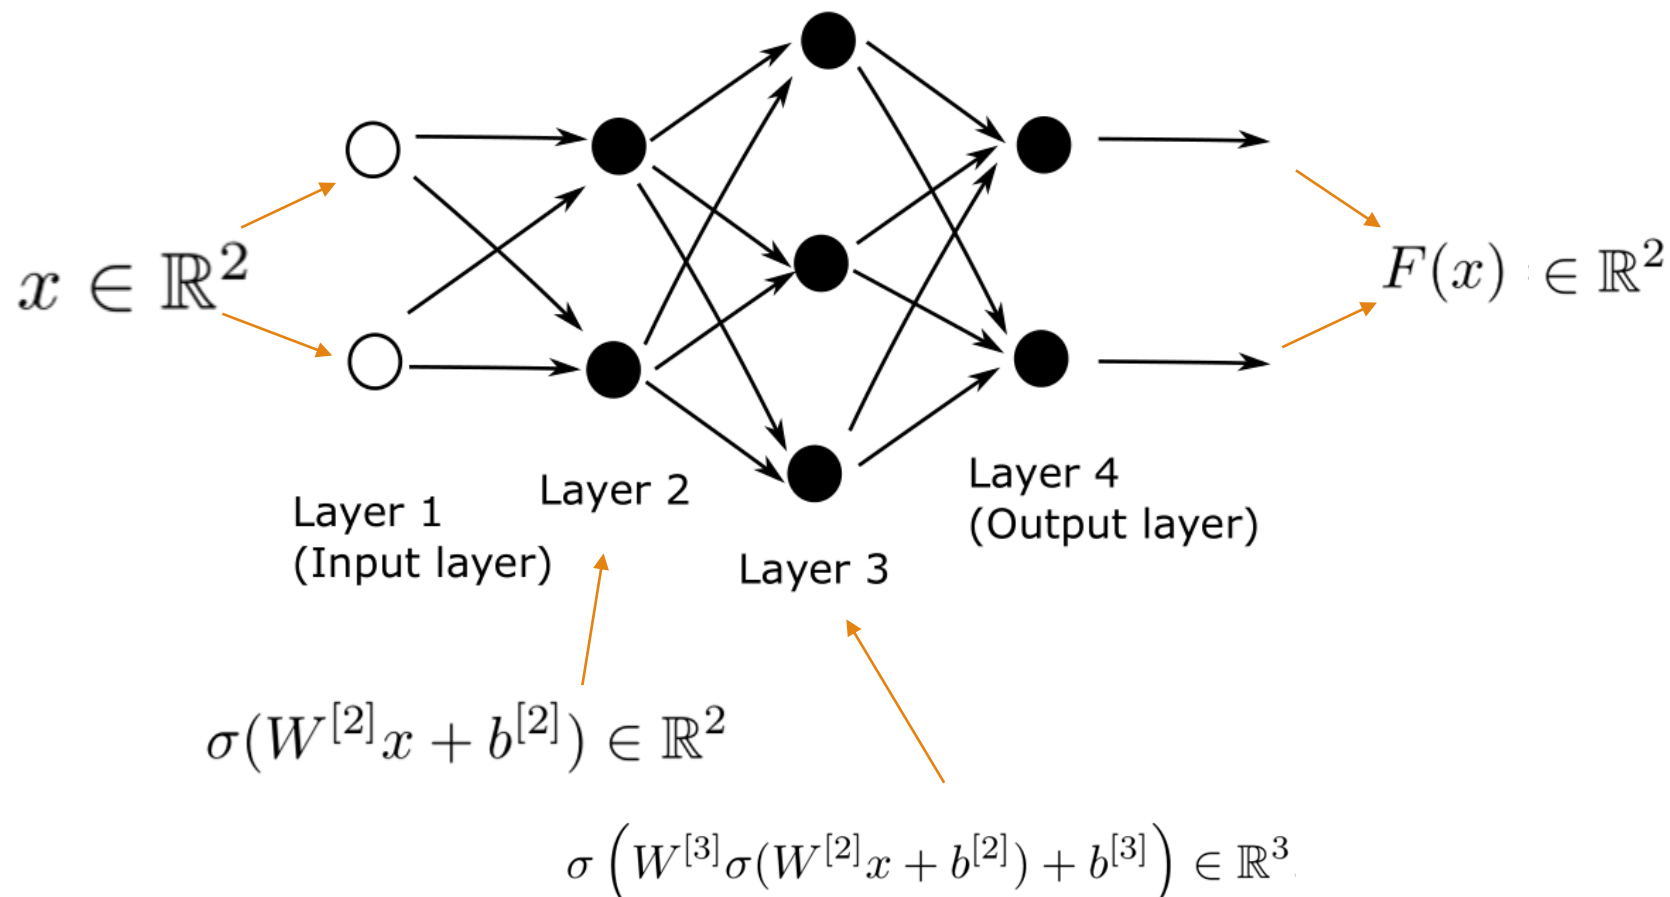 x ∈ ℝ²
F(x) ∈ ℝ²
Layer 1
(Input layer)
Layer 2
Layer 3
Layer 4
(Output layer)
σ(W^[2]x + b^[2]) ∈ ℝ²
σ(W^[3]σ(W^[2]x + b^[2]) + b^[3]) ∈ ℝ³